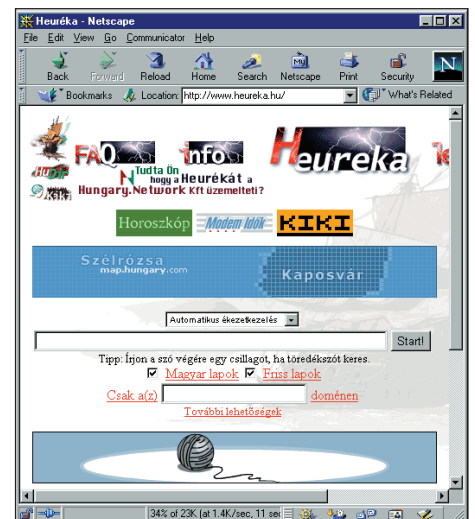 Heuréka - Netscape
File Edit View Go Communicator Help
Back Forward Reload Home Search Netscape Print Security N
Bookmarks Location: http://www.heureka.hu/ What's Related
FAQ info Heureka
HuDir
KiKi
Tudta Ön
hogy a Heurékát a
Hungary.Network Kft üzemelteti?
Horoszkóp Modem Idők KIKI
Szélrózsa
map.hungary.com
Kaposvár
Automatikus ékezetkezelés
Start!
Tipp: Írjon a szó végére egy csillagot, ha töredékszót keres.
Magyar lapok Friss lapok
Csak a(z) doménen
További lehetőségek
34% of 23K (at 1.4K/sec, 11 sec